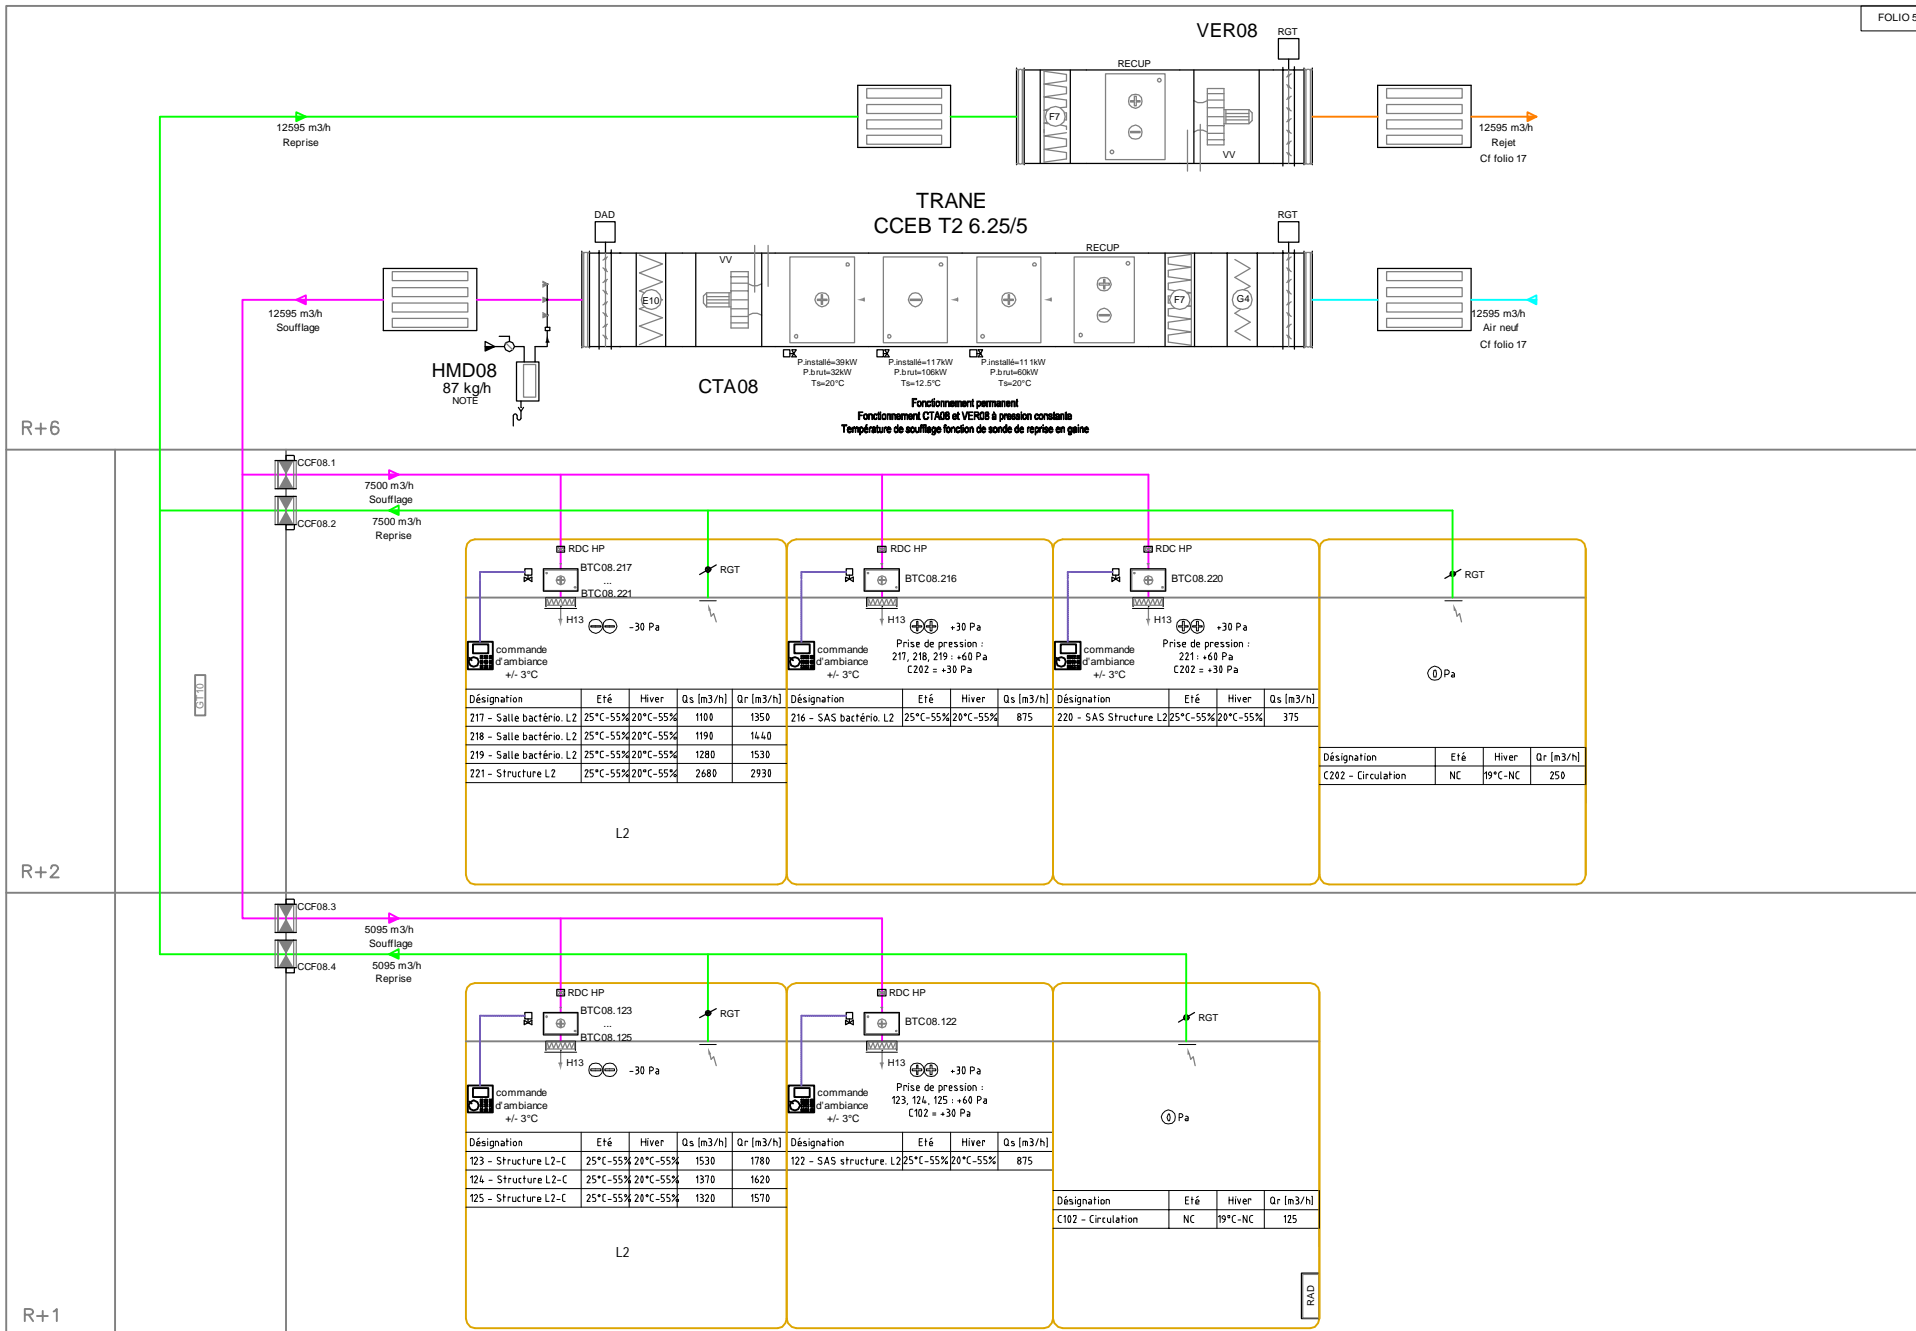 FOLIO 5
VER08
RGT
RECUP
F7
VV
12595 m3/h
Reprise
12595 m3/h
Rejet
Cf folio 17
TRANE
CCEB T2 6.25/5
DAD
RGT
RECUP
VV
E10
F7
G4
12595 m3/h
Soufflage
12595 m3/h
Air neuf
Cf folio 17
HMD08
87 kg/h
NOTE
CTA08
P.installé=39kW
P.brut=32kW
Ts=20°C
P.installé=117kW
P.brut=106kW
Ts=12.5°C
P.installé=111kW
P.brut=60kW
Ts=20°C
Fonctionnement permanent
Fonctionnement CTA08 et VER08 à pression constante
Température de soufflage fonction de sonde de reprise en gaine
R+6
CCF08.1
7500 m3/h
Soufflage
CCF08.2
7500 m3/h
Reprise
GT10
RDC HP
BTC08.217
...
BTC08.221
RGT
H13
-30 Pa
commande
d'ambiance
+/- 3°C
Désignation Eté Hiver Qs [m3/h] Qr [m3/h]
217 - Salle bactério. L2 25°C-55% 20°C-55% 1100 1350
218 - Salle bactério. L2 25°C-55% 20°C-55% 1190 1440
219 - Salle bactério. L2 25°C-55% 20°C-55% 1280 1530
221 - Structure L2 25°C-55% 20°C-55% 2680 2930
L2
RDC HP
BTC08.216
H13
+30 Pa
Prise de pression :
217, 218, 219 : +60 Pa
C202 = +30 Pa
commande
d'ambiance
+/- 3°C
Désignation Eté Hiver Qs [m3/h]
216 - SAS bactério. L2 25°C-55% 20°C-55% 875
RDC HP
BTC08.220
H13
+30 Pa
Prise de pression :
221 : +60 Pa
C202 = +30 Pa
commande
d'ambiance
+/- 3°C
Désignation Eté Hiver Qs [m3/h]
220 - SAS Structure L2 25°C-55% 20°C-55% 375
RGT
0 Pa
Désignation Eté Hiver Qr [m3/h]
C202 - Circulation NC 19°C-NC 250
R+2
CCF08.3
5095 m3/h
Soufflage
CCF08.4
5095 m3/h
Reprise
RDC HP
BTC08.123
...
BTC08.125
RGT
H13
-30 Pa
commande
d'ambiance
+/- 3°C
Désignation Eté Hiver Qs [m3/h] Qr [m3/h]
123 - Structure L2-C 25°C-55% 20°C-55% 1530 1780
124 - Structure L2-C 25°C-55% 20°C-55% 1370 1620
125 - Structure L2-C 25°C-55% 20°C-55% 1320 1570
L2
RDC HP
BTC08.122
H13
+30 Pa
Prise de pression :
123, 124, 125 : +60 Pa
C102 = +30 Pa
commande
d'ambiance
+/- 3°C
Désignation Eté Hiver Qs [m3/h]
122 - SAS structure. L2 25°C-55% 20°C-55% 875
RGT
0 Pa
Désignation Eté Hiver Qr [m3/h]
C102 - Circulation NC 19°C-NC 125
RAD
R+1